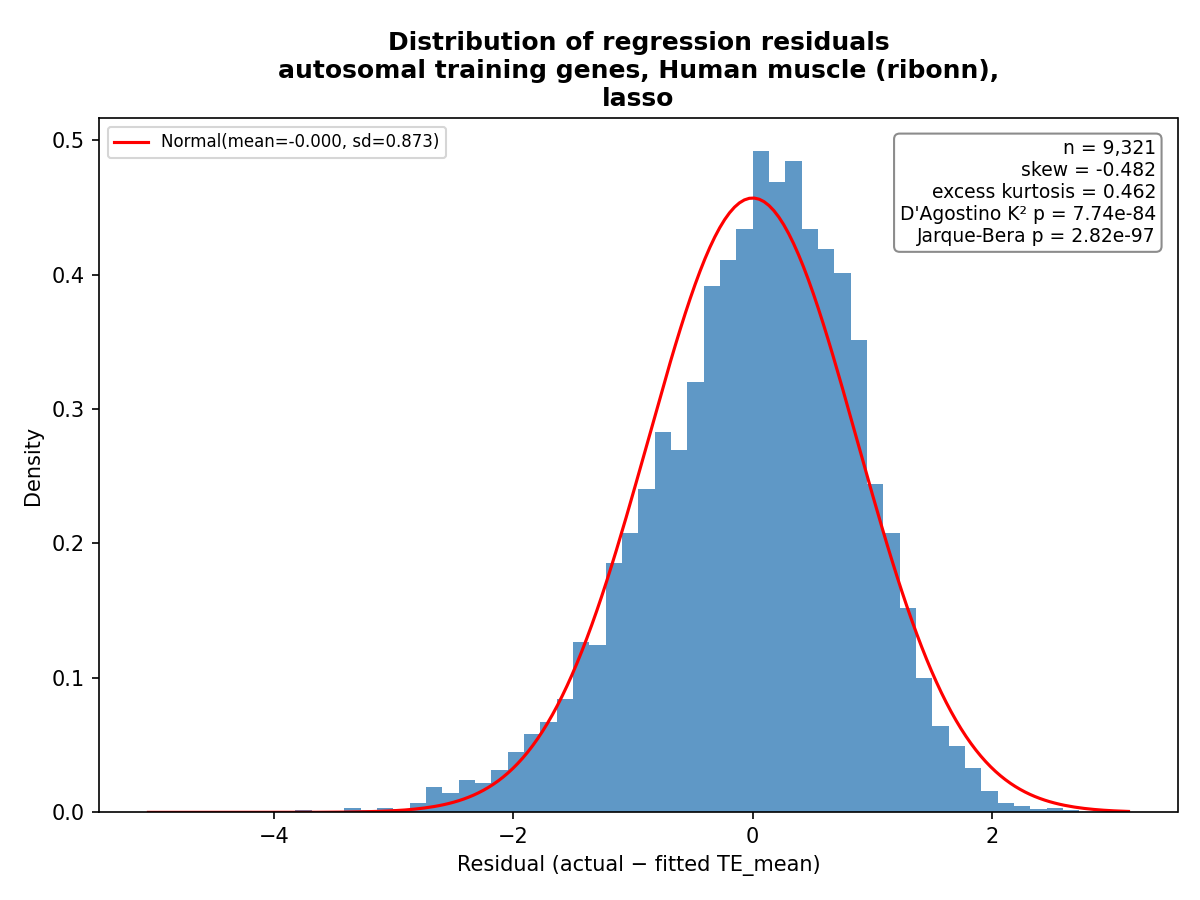 Distribution of regression residuals
autosomal training genes, Human muscle (ribonn),
lasso
Normal(mean=-0.000, sd=0.873)
n = 9,321
skew = -0.482
excess kurtosis = 0.462
D'Agostino K² p = 7.74e-84
Jarque-Bera p = 2.82e-97
Density
0.5
0.4
0.3
0.2
0.1
0.0
−4
−2
0
2
Residual (actual − fitted TE_mean)